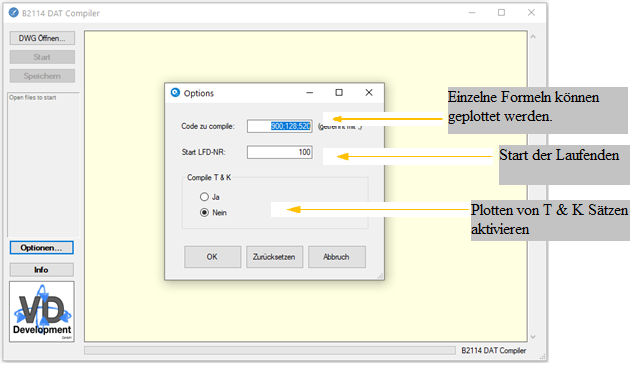 B2114 DAT Compiler
DWG Öffnen...
Start
Speichern
Open files to start
Optionen...
Info
VD
Development
GmbH
Options
Code zu compile:
900;128;520
(getrennt mit ;)
Start LFD-NR:
100
Compile T & K
Ja
Nein
OK
Zurücksetzen
Abbruch
Einzelne Formeln können
geplottet werden.
Start der Laufenden
Plotten von T & K Sätzen
aktivieren
B2114 DAT Compiler